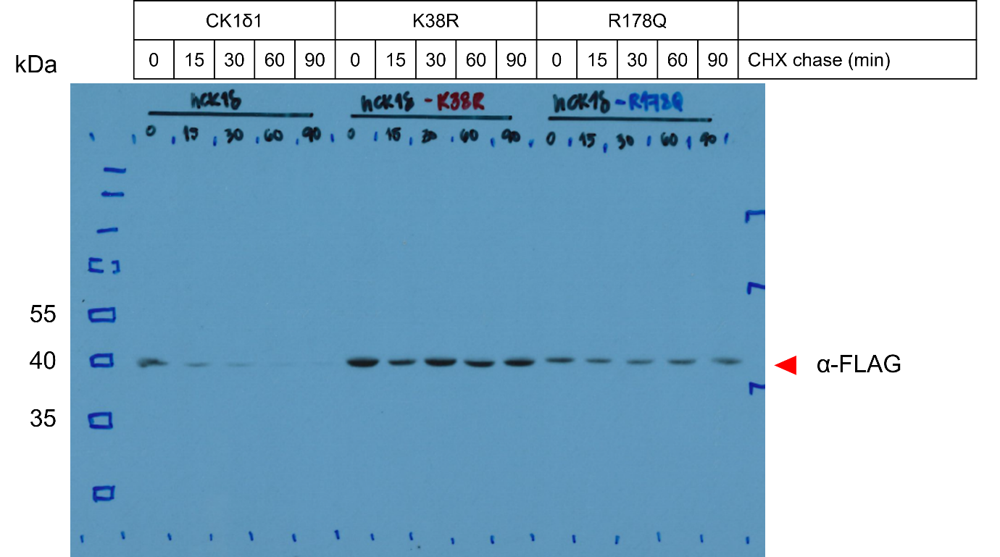 CK1δ1 K38R R178Q
kDa 0 15 30 60 90 0 15 30 60 90 0 15 30 60 90 CHX chase (min)
hCK1δ hCK1δ -K38R hCK1δ -R178Q
0 15 30 60 90 0 15 30 60 90 0 15 30 60 90
55
40 α-FLAG
35